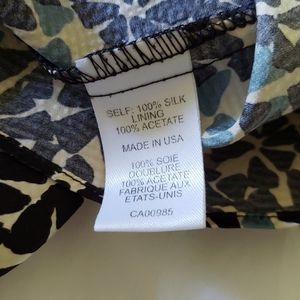 SELF: 100% SILK
LINING
100% ACETATE
MADE IN USA
100% SOIE
DOUBLURE
100% ACETATE
FABRIQUE AUX
ETATS-UNIS
CA00985